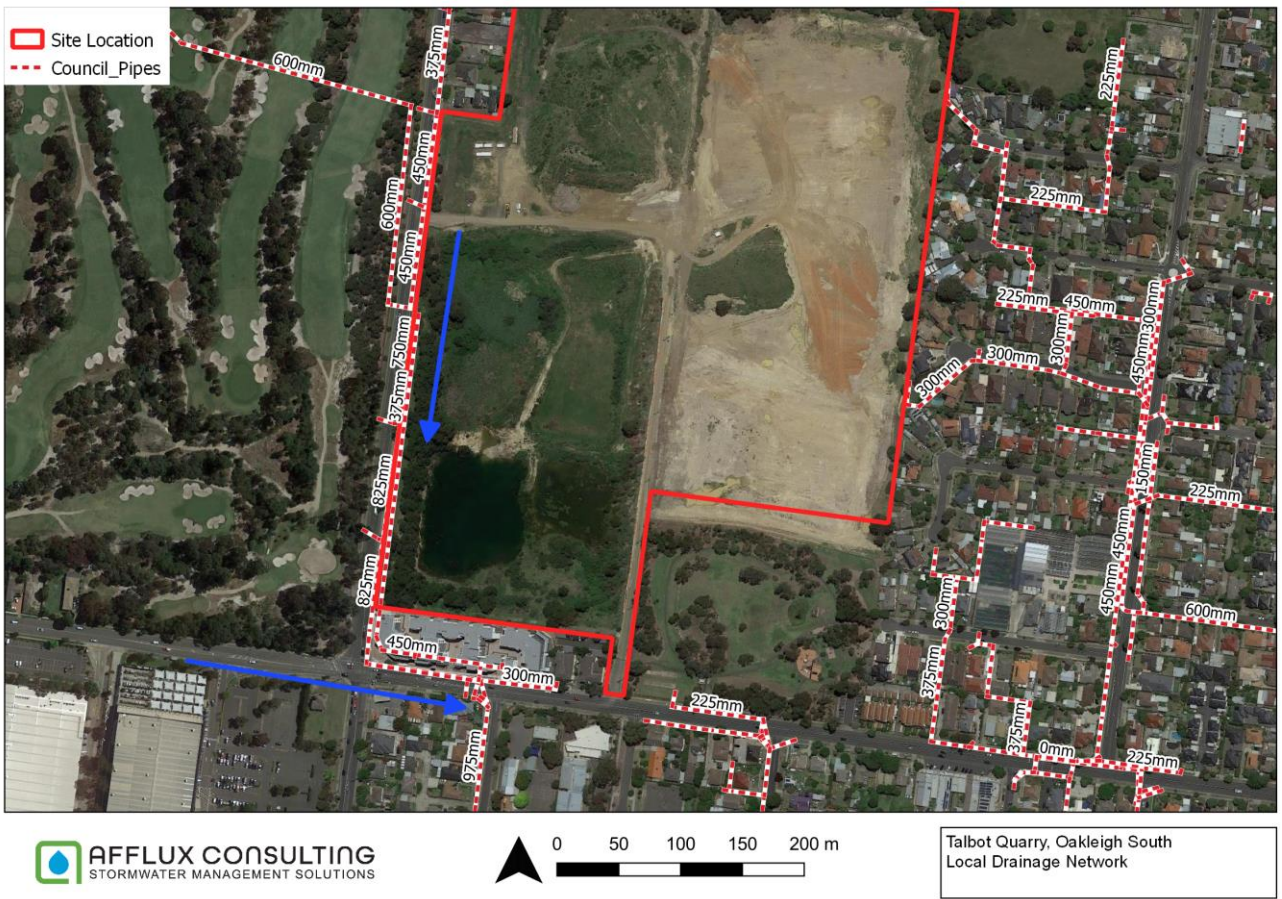 Site Location
Council_Pipes
600mm
375mm
225mm
450mm
600mm
225mm
450mm
225mm
450mm
300mm
300mm
450mm
750mm
300mm
300mm
375mm
825mm
150mm
225mm
450mm
825mm
450mm
300mm
600mm
450mm
300mm
375mm
225mm
375mm
0mm
225mm
975mm
AFFLUX CONSULTING
STORMWATER MANAGEMENT SOLUTIONS
0 50 100 150 200 m
Talbot Quarry, Oakleigh South
Local Drainage Network